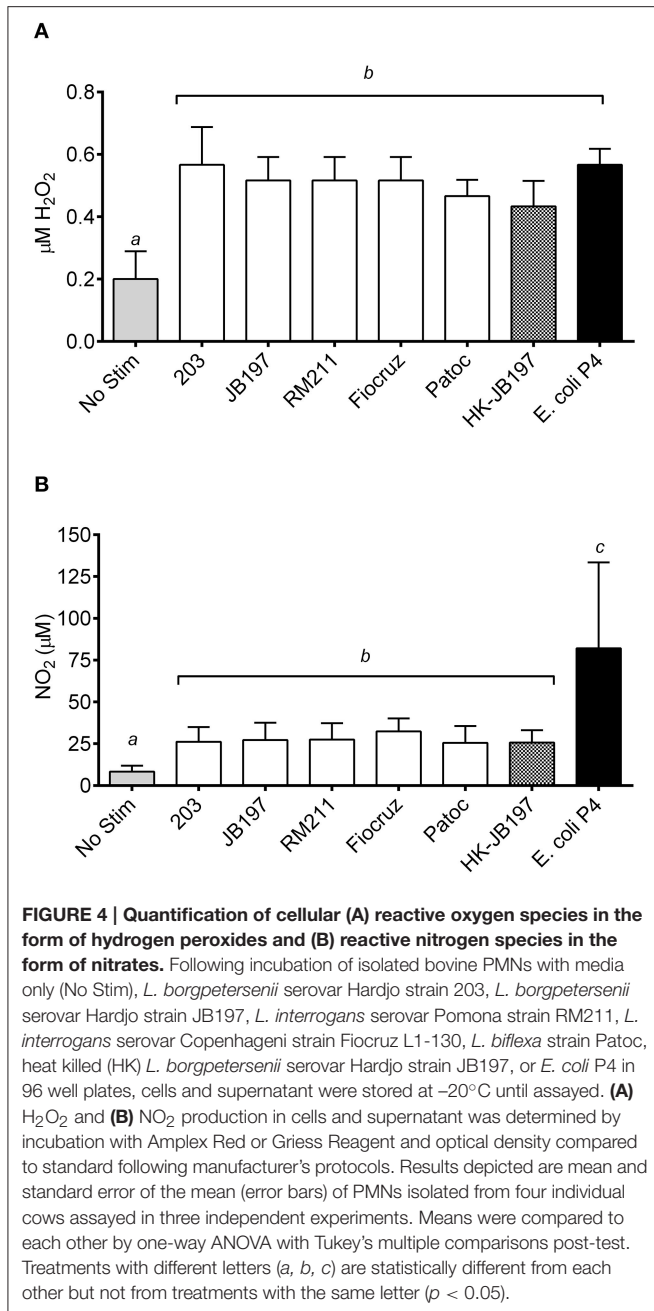 A
b
0.8
0.6
0.4
0.2
0.0
μM H₂O₂
a
No Stim
203
JB197
RM211
Fiocruz
Patoc
HK-JB197
E. coli P4
B
150
125
100
75
50
25
0
NO₂ (μM)
a
b
c
No Stim
203
JB197
RM211
Fiocruz
Patoc
HK-JB197
E. coli P4
FIGURE 4 | Quantification of cellular (A) reactive oxygen species in the
form of hydrogen peroxides and (B) reactive nitrogen species in the
form of nitrates. Following incubation of isolated bovine PMNs with media
only (No Stim), L. borgpetersenii serovar Hardjo strain 203, L. borgpetersenii
serovar Hardjo strain JB197, L. interrogans serovar Pomona strain RM211, L.
interrogans serovar Copenhageni strain Fiocruz L1-130, L. biflexa strain Patoc,
heat killed (HK) L. borgpetersenii serovar Hardjo strain JB197, or E. coli P4 in
96 well plates, cells and supernatant were stored at –20°C until assayed. (A)
H₂O₂ and (B) NO₂ production in cells and supernatant was determined by
incubation with Amplex Red or Griess Reagent and optical density compared
to standard following manufacturer's protocols. Results depicted are mean and
standard error of the mean (error bars) of PMNs isolated from four individual
cows assayed in three independent experiments. Means were compared to
each other by one-way ANOVA with Tukey's multiple comparisons post-test.
Treatments with different letters (a, b, c) are statistically different from each
other but not from treatments with the same letter (p < 0.05).